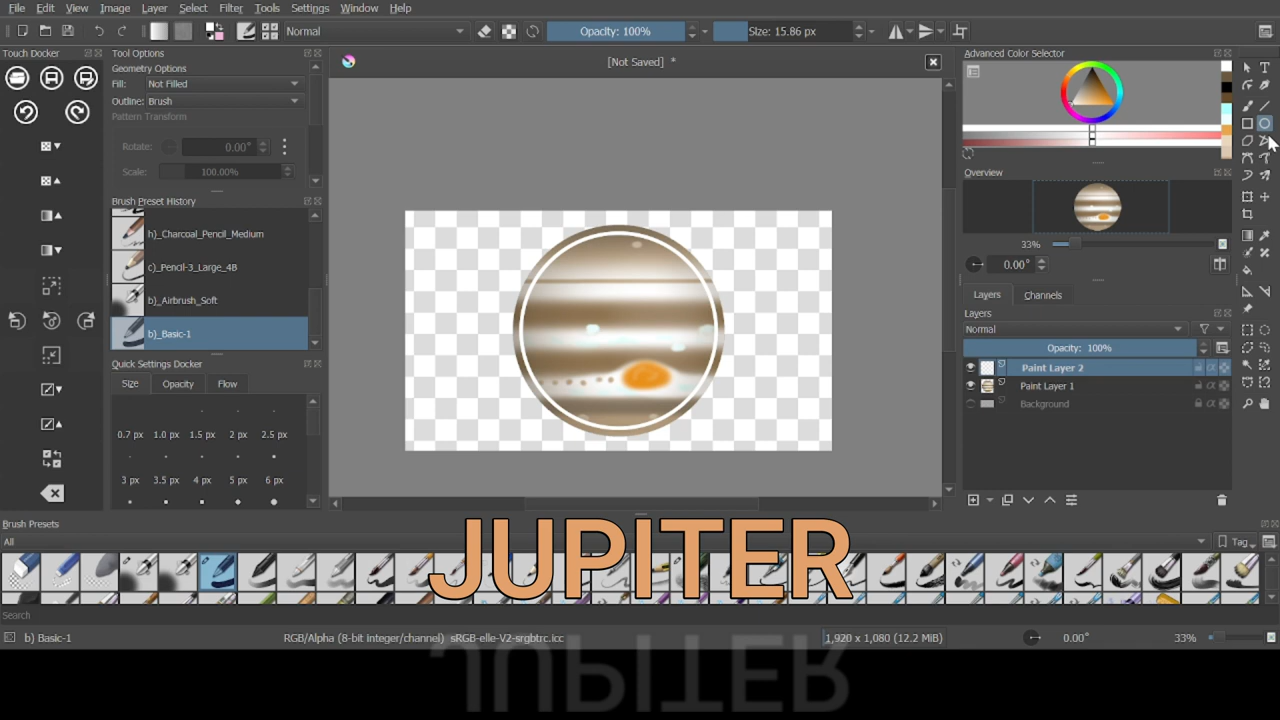 File Edit View Image Layer Select Filter Tools Settings Window Help
Normal
Opacity: 100%
Size: 15.86 px
Touch Docker
Tool Options
Geometry Options
Fill: Not Filled
Outline: Brush
Pattern Transform
Rotate: 0.00°
Scale: 100.00%
Brush Preset History
h)_Charcoal_Pencil_Medium
c)_Pencil-3_Large_4B
b)_Airbrush_Soft
b)_Basic-1
Quick Settings Docker
Size Opacity Flow
0.7 px 1.0 px 1.5 px 2 px 2.5 px
3 px 3.5 px 4 px 5 px 6 px
[Not Saved] *
Advanced Color Selector
Overview
33%
0.00°
Layers Channels
Layers
Normal
Opacity: 100%
Paint Layer 2
Paint Layer 1
Background
Brush Presets
All
Tag
JUPITER
Search
b) Basic-1
RGB/Alpha (8-bit integer/channel) sRGB-elle-V2-srgbtrc.icc
1,920 x 1,080 (12.2 MiB)
0.00°
33%